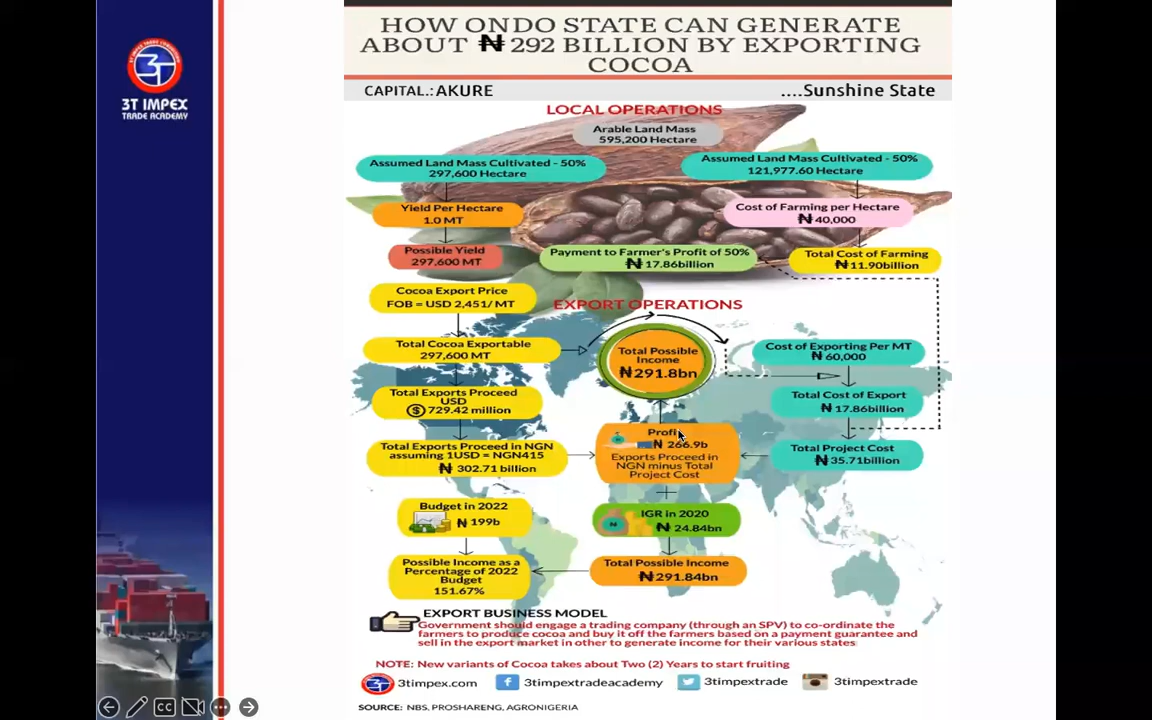 HOW ONDO STATE CAN GENERATE
ABOUT ₦ 292 BILLION BY EXPORTING
COCOA
3T IMPEX
TRADE ACADEMY
CAPITAL.: AKURE
....Sunshine State
LOCAL OPERATIONS
Arable Land Mass
595,200 Hectare
Assumed Land Mass Cultivated - 50%
297,600 Hectare
Assumed Land Mass Cultivated - 50%
121,977.60 Hectare
Yield Per Hectare
1.0 MT
Cost of Farming per Hectare
₦ 40,000
Possible Yield
297,600 MT
Payment to Farmer's Profit of 50%
₦ 17.86billion
Total Cost of Farming
₦ 11.90billion
Cocoa Export Price
FOB = USD 2,451/ MT
EXPORT OPERATIONS
Total Cocoa Exportable
297,600 MT
Total Possible
Income
₦291.8bn
Cost of Exporting Per MT
₦ 60,000
Total Exports Proceed
USD
$ 729.42 million
Total Cost of Export
₦ 17.86billion
Total Exports Proceed in NGN
assuming 1USD = NGN415
₦ 302.71 billion
Profit
₦ 266.9b
Exports Proceed in
NGN minus Total
Project Cost
Total Project Cost
₦ 35.71billion
Budget in 2022
₦ 199b
IGR in 2020
₦ 24.84bn
Possible Income as a
Percentage of 2022
Budget
151.67%
Total Possible Income
₦291.84bn
EXPORT BUSINESS MODEL
Government should engage a trading company (through an SPV) to co-ordinate the
farmers to produce cocoa and buy it off the farmers based on a payment guarantee and
sell in the export market in other to generate income for their various states
NOTE: New variants of Cocoa takes about Two (2) Years to start fruiting
3timpex.com
3timpextradeacademy
3timpextrade
3timpextrade
SOURCE: NBS, PROSHARENG, AGRONIGERIA